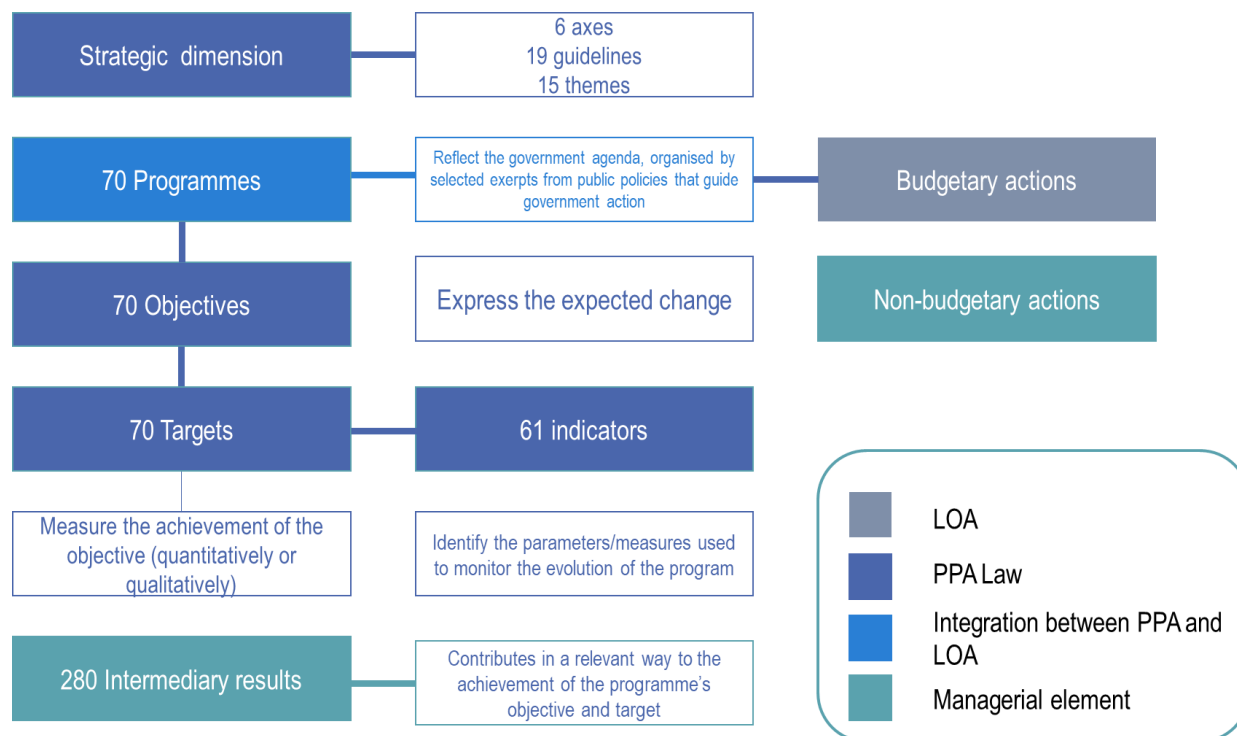 Strategic dimension
6 axes
19 guidelines
15 themes
70 Programmes
Reflect the government agenda, organised by
selected exerpts from public policies that guide
government action
Budgetary actions
70 Objectives
Express the expected change
Non-budgetary actions
70 Targets
61 indicators
Measure the achievement of the
objective (quantitatively or
qualitatively)
Identify the parameters/measures used
to monitor the evolution of the program
280 Intermediary results
Contributes in a relevant way to the
achievement of the programme's
objective and target
LOA
PPA Law
Integration between PPA and
LOA
Managerial element